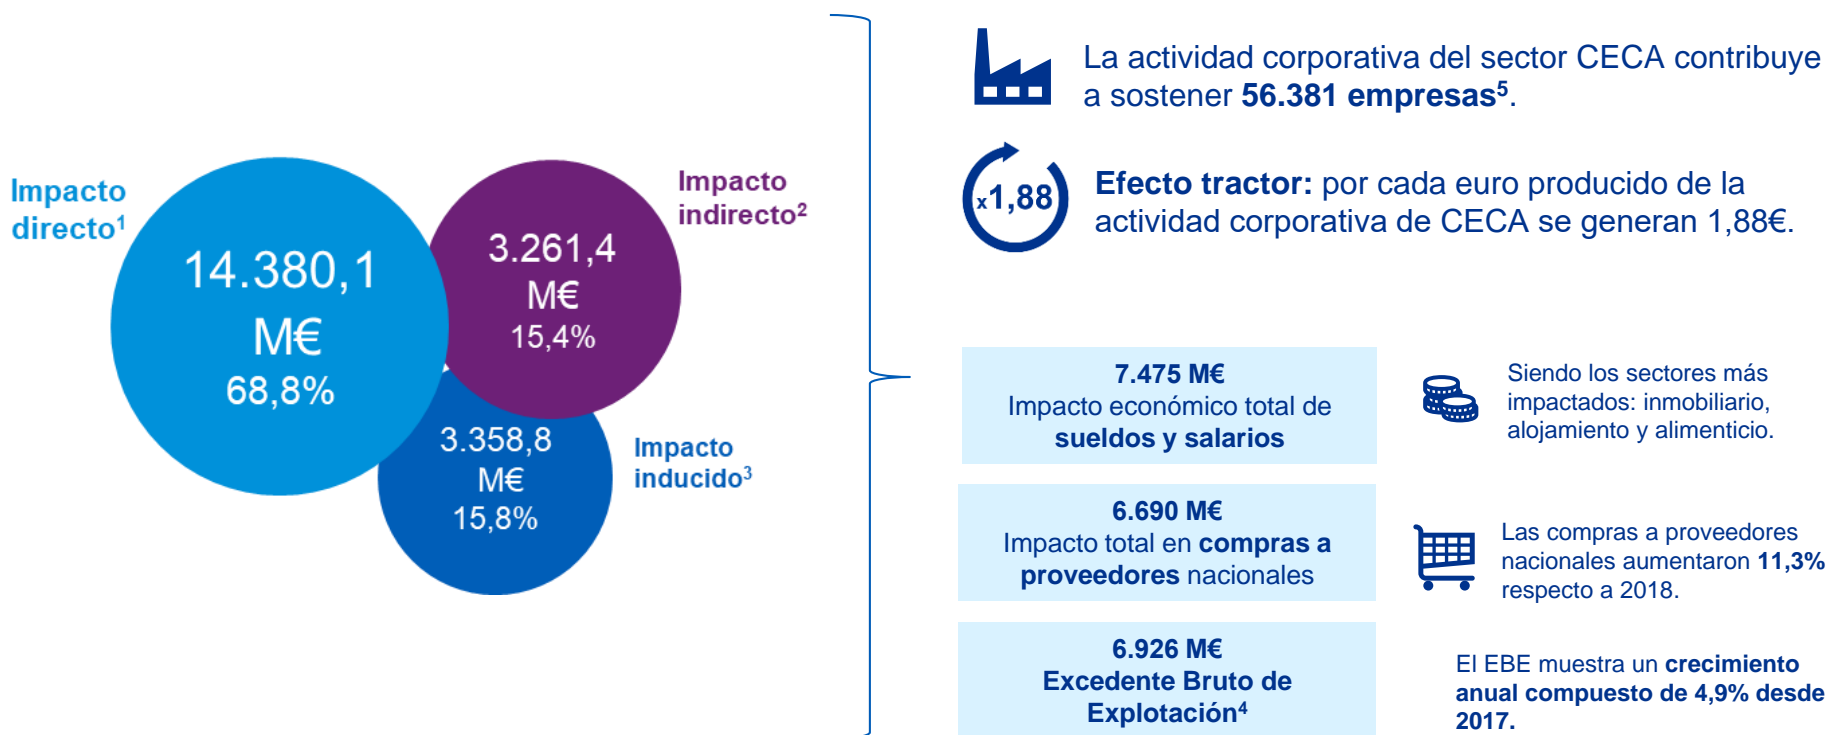 Impacto
directo¹
14.380,1
M€
68,8%
Impacto
indirecto²
3.261,4
M€
15,4%
3.358,8
M€
15,8%
Impacto
inducido³
La actividad corporativa del sector CECA contribuye
a sostener 56.381 empresas⁵.
x1,88
Efecto tractor: por cada euro producido de la
actividad corporativa de CECA se generan 1,88€.
7.475 M€
Impacto económico total de
sueldos y salarios
Siendo los sectores más
impactados: inmobiliario,
alojamiento y alimenticio.
6.690 M€
Impacto total en compras a
proveedores nacionales
Las compras a proveedores
nacionales aumentaron 11,3%
respecto a 2018.
6.926 M€
Excedente Bruto de
Explotación⁴
El EBE muestra un crecimiento
anual compuesto de 4,9% desde
2017.